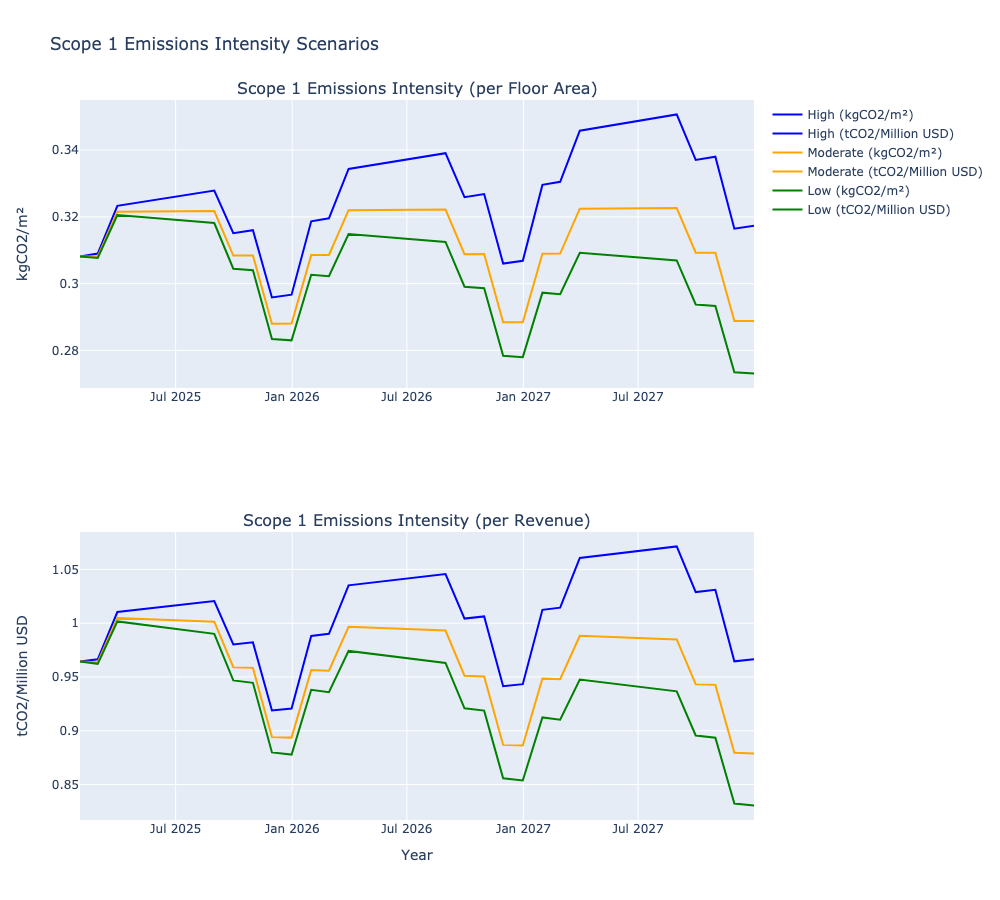 Scope 1 Emissions Intensity Scenarios
Scope 1 Emissions Intensity (per Floor Area)
High (kgCO2/m²)
High (tCO2/Million USD)
Moderate (kgCO2/m²)
Moderate (tCO2/Million USD)
Low (kgCO2/m²)
Low (tCO2/Million USD)
kgCO2/m²
0.34
0.32
0.3
0.28
Jul 2025 Jan 2026 Jul 2026 Jan 2027 Jul 2027
Scope 1 Emissions Intensity (per Revenue)
tCO2/Million USD
1.05
1
0.95
0.9
0.85
Jul 2025 Jan 2026 Jul 2026 Jan 2027 Jul 2027
Year